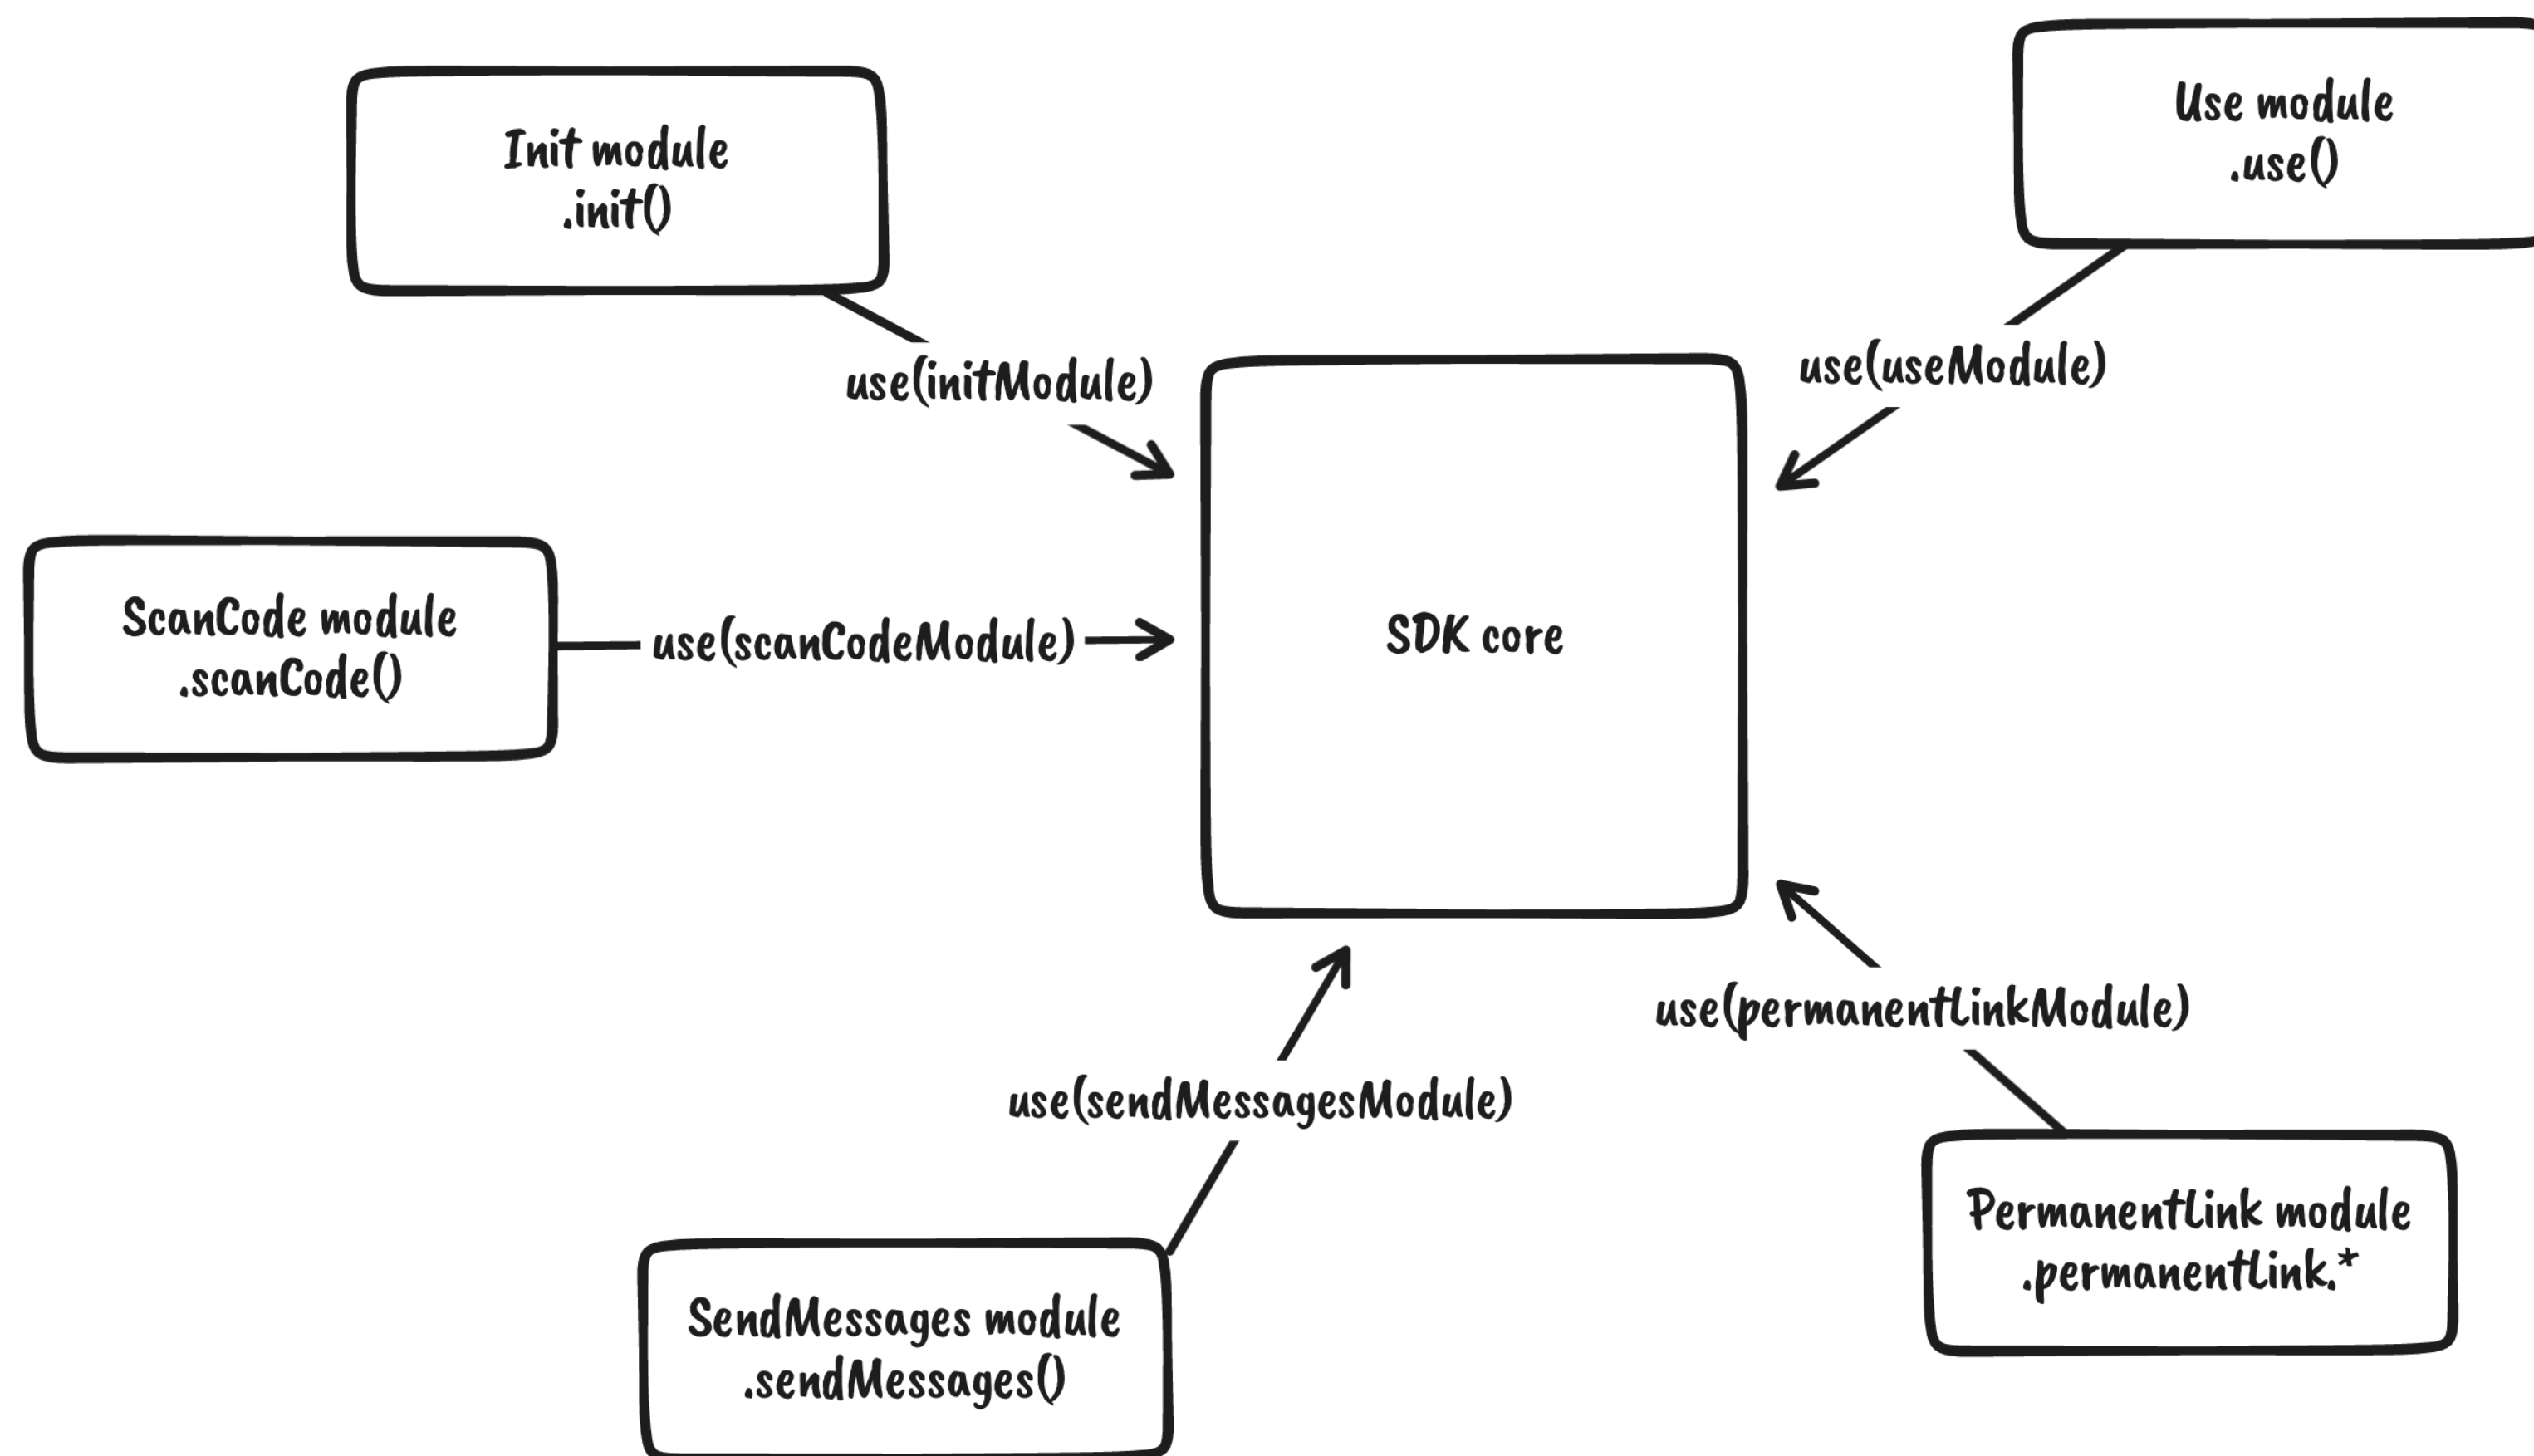 Init module
.init()
Use module
.use()
use(initModule)
use(useModule)
ScanCode module
.scanCode()
use(scanCodeModule)
SDK core
use(permanentLinkModule)
use(sendMessagesModule)
PermanentLink module
.permanentLink.*
SendMessages module
.sendMessages()